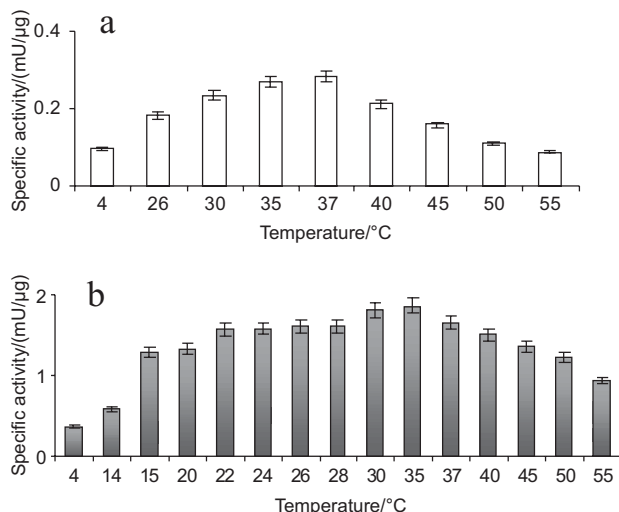 a
Specific activity/(mU/µg)
0.4
0.2
0
4 26 30 35 37 40 45 50 55
Temperature/°C
b
Specific activity/(mU/µg)
2
1
0
4 14 15 20 22 24 26 28 30 35 37 40 45 50 55
Temperature/°C